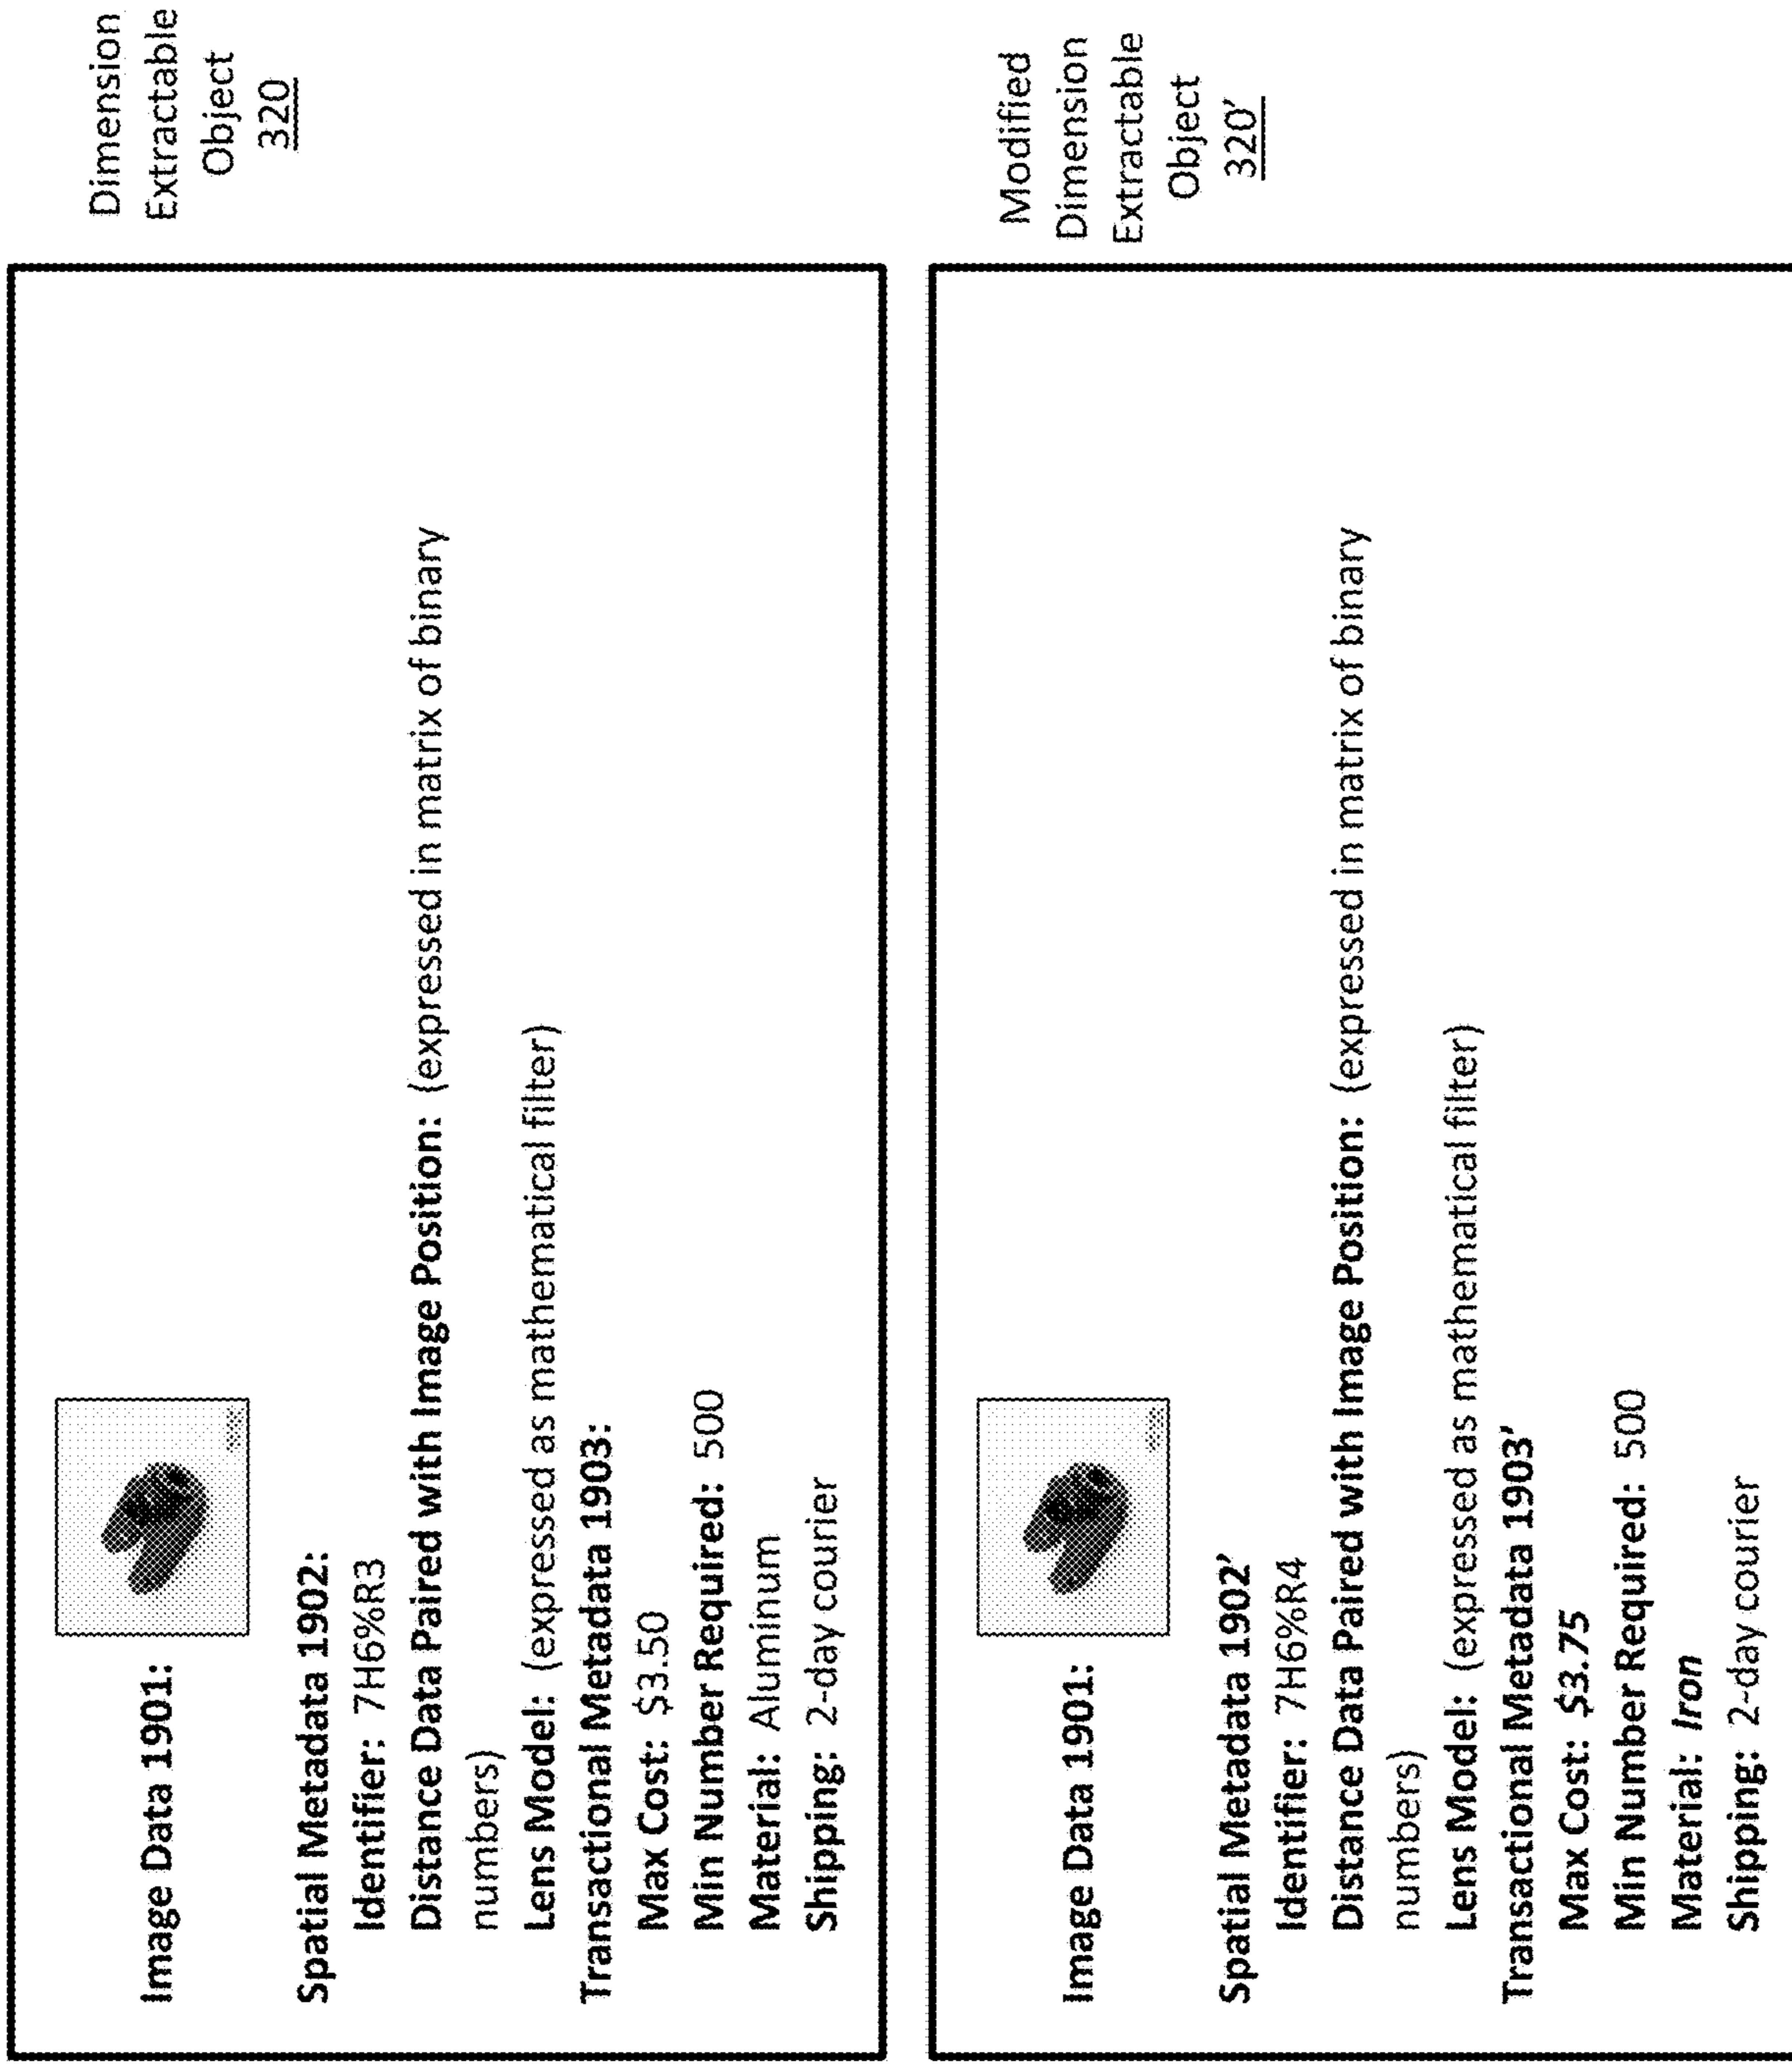 Dimension
Extractable
Object
320
Image Data 1901:
Spatial Metadata 1902:
Identifier: 7H6%R3
Distance Data Paired with Image Position: (expressed in matrix of binary
numbers)
Lens Model: (expressed as mathematical filter)
Transactional Metadata 1903:
Max Cost: $3.50
Min Number Required: 500
Material: Aluminum
Shipping: 2-day courier
Modified
Dimension
Extractable
Object
320’
Image Data 1901:
Spatial Metadata 1902’
Identifier: 7H6%R4
Distance Data Paired with Image Position: (expressed in matrix of binary
numbers)
Lens Model: (expressed as mathematical filter)
Transactional Metadata 1903’
Max Cost: $3.75
Min Number Required: 500
Material: Iron
Shipping: 2-day courier